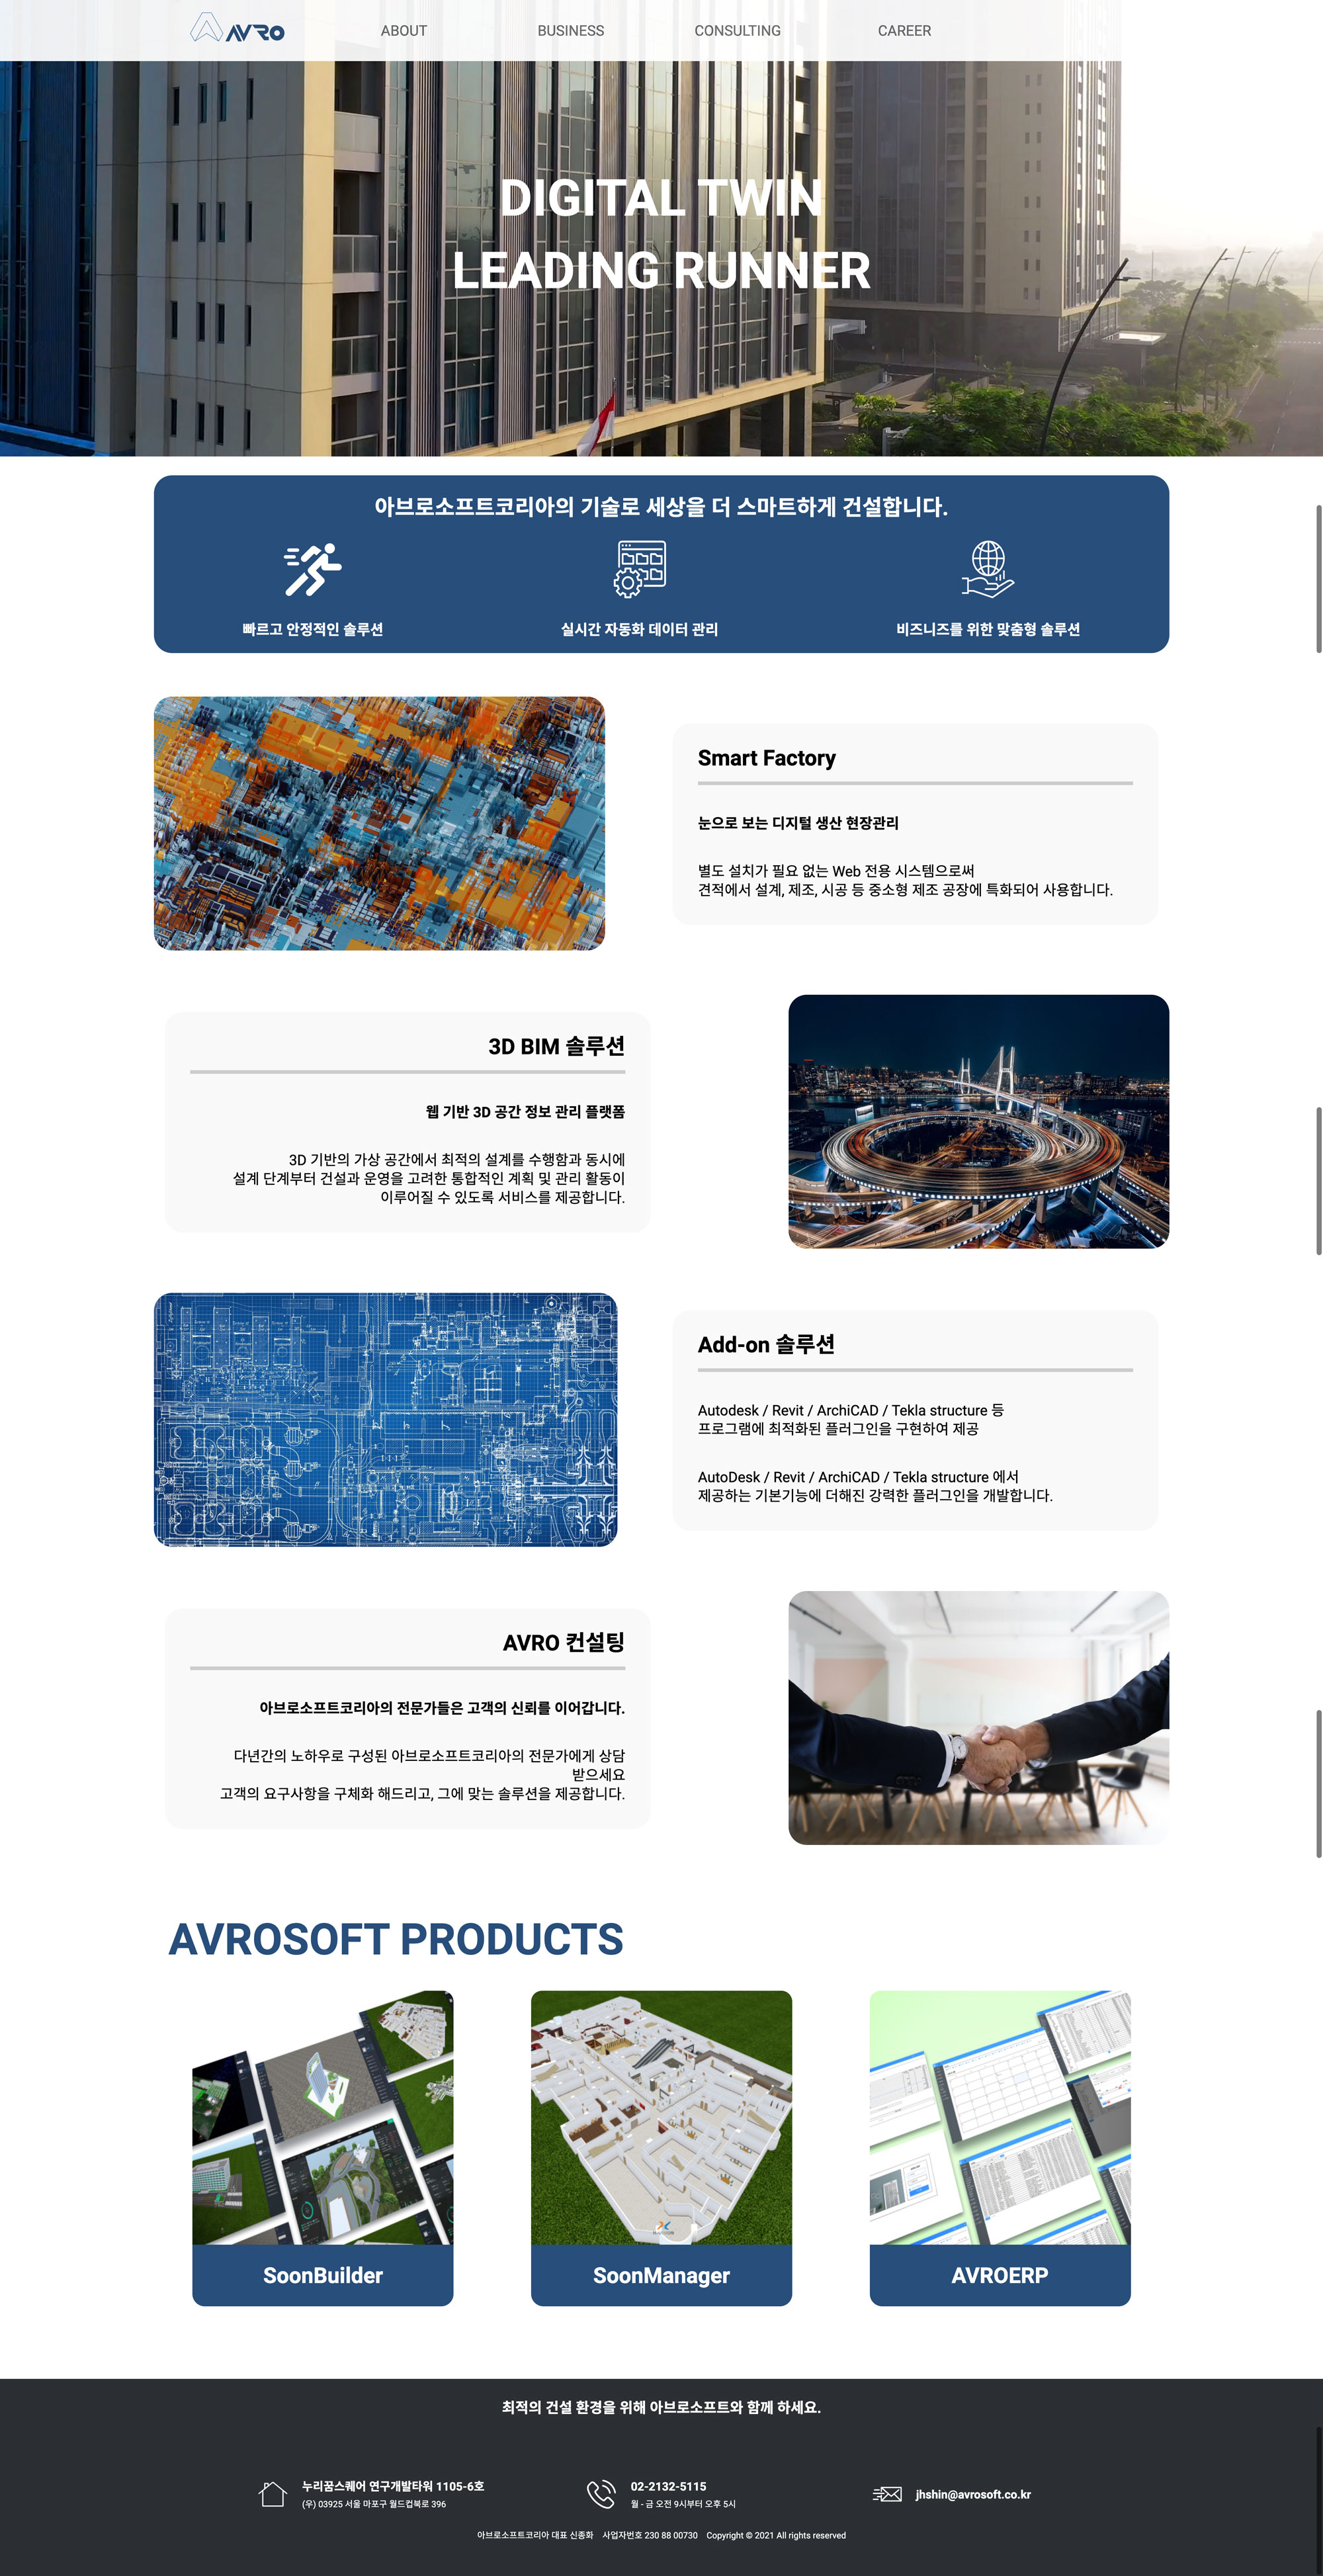 AVRO
ABOUT
BUSINESS
CONSULTING
CAREER
DIGITAL TWIN
LEADING RUNNER
아브로소프트코리아의 기술로 세상을 더 스마트하게 건설합니다.
빠르고 안정적인 솔루션
실시간 자동화 데이터 관리
비즈니즈를 위한 맞춤형 솔루션
Smart Factory
눈으로 보는 디지털 생산 현장관리
별도 설치가 필요 없는 Web 전용 시스템으로써
견적에서 설계, 제조, 시공 등 중소형 제조 공장에 특화되어 사용합니다.
3D BIM 솔루션
웹 기반 3D 공간 정보 관리 플랫폼
3D 기반의 가상 공간에서 최적의 설계를 수행함과 동시에
설계 단계부터 건설과 운영을 고려한 통합적인 계획 및 관리 활동이
이루어질 수 있도록 서비스를 제공합니다.
Add-on 솔루션
Autodesk / Revit / ArchiCAD / Tekla structure 등
프로그램에 최적화된 플러그인을 구현하여 제공
AutoDesk / Revit / ArchiCAD / Tekla structure 에서
제공하는 기본기능에 더해진 강력한 플러그인을 개발합니다.
AVRO 컨설팅
아브로소프트코리아의 전문가들은 고객의 신뢰를 이어갑니다.
다년간의 노하우로 구성된 아브로소프트코리아의 전문가에게 상담
받으세요
고객의 요구사항을 구체화 해드리고, 그에 맞는 솔루션을 제공합니다.
AVROSOFT PRODUCTS
SoonBuilder
SoonManager
AVROERP
최적의 건설 환경을 위해 아브로소프트와 함께 하세요.
누리꿈스퀘어 연구개발타워 1105-6호
(우) 03925 서울 마포구 월드컵북로 396
02-2132-5115
월 - 금 오전 9시부터 오후 5시
jhshin@avrosoft.co.kr
아브로소프트코리아 대표 신종화 사업자번호 230 88 00730 Copyright © 2021 All rights reserved